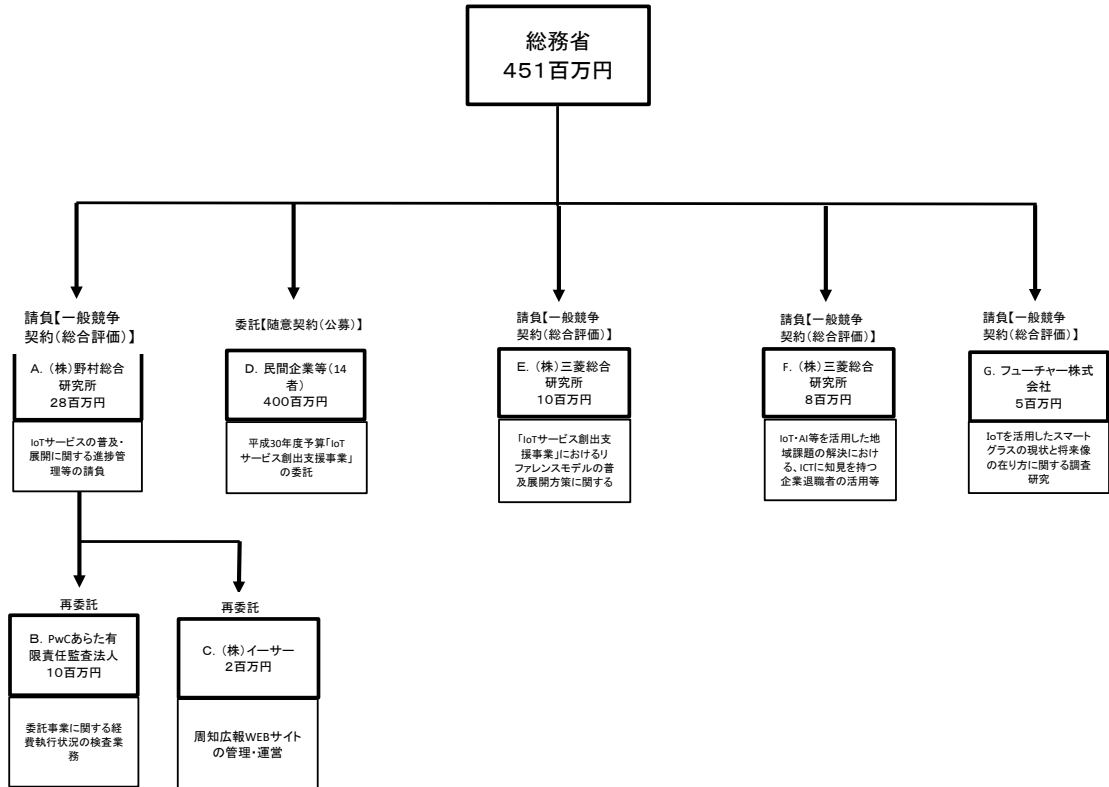 総務省
451百万円
請負【一般競争
契約(総合評価)】
A. (株)野村総合
研究所
28百万円
IoTサービスの普及・
展開に関する進捗管
理等の請負
委託【随意契約(公募)】
D. 民間企業等(14
者)
400百万円
平成30年度予算「IoT
サービス創出支援事業」
の委託
請負【一般競争
契約(総合評価)】
E. (株)三菱総合
研究所
10百万円
「IoTサービス創出支
援事業」におけるリ
ファレンスモデルの普
及展開方策に関する
請負【一般競争
契約(総合評価)】
F. (株)三菱総合
研究所
8百万円
IoT・AI等を活用した地
域課題の解決におけ
る、ICTに知見を持つ
企業退職者の活用等
請負【一般競争
契約(総合評価)】
G. フューチャー株式
会社
5百万円
IoTを活用したスマート
グラスの現状と将来像
の在り方に関する調査
研究
再委託
B. PwCあらた有
限責任監査法人
10百万円
委託事業に関する経
費執行状況の検査業
務
再委託
C. (株)イーサー
2百万円
周知広報WEBサイト
の管理・運営